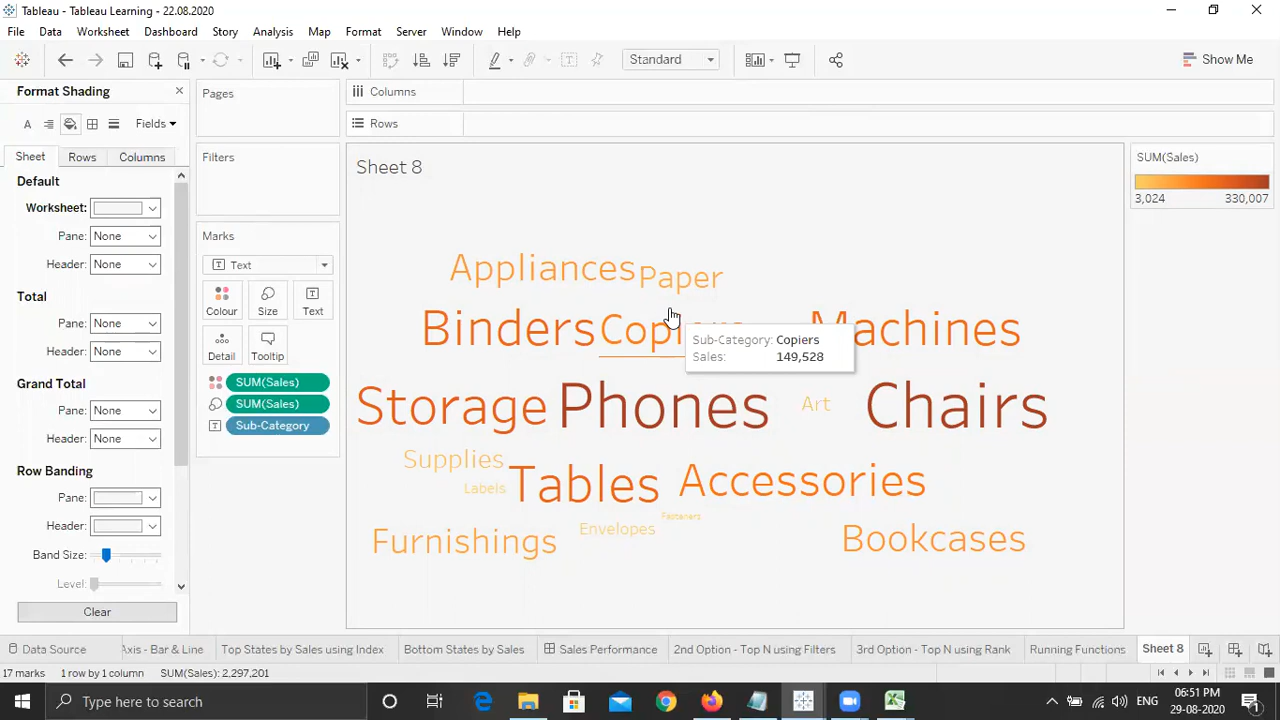 Tableau - Tableau Learning - 22.08.2020
File Data Worksheet Dashboard Story Analysis Map Format Server Window Help
Standard
Show Me
Format Shading
Fields
Sheet Rows Columns
Default
Worksheet:
Pane: None
Header: None
Total
Pane: None
Header: None
Grand Total
Pane: None
Header: None
Row Banding
Pane:
Header:
Band Size:
Level:
Clear
Pages
Filters
Marks
Text
Colour Size Text
Detail Tooltip
SUM(Sales)
SUM(Sales)
Sub-Category
Columns
Rows
Sheet 8
Appliances Paper
Binders Machines
Sub-Category: Copiers
Sales: 149,528
Storage Phones Art Chairs
Supplies
Labels Tables Accessories
Fasteners
Furnishings Envelopes Bookcases
SUM(Sales)
3,024 330,007
Data Source Axis - Bar & Line Top States by Sales using Index Bottom States by Sales Sales Performance 2nd Option - Top N using Filters 3rd Option - Top N using Rank Running Functions Sheet 8
17 marks 1 row by 1 column SUM(Sales): 2,297,201
Type here to search
ENG
06:51 PM
29-08-2020
1